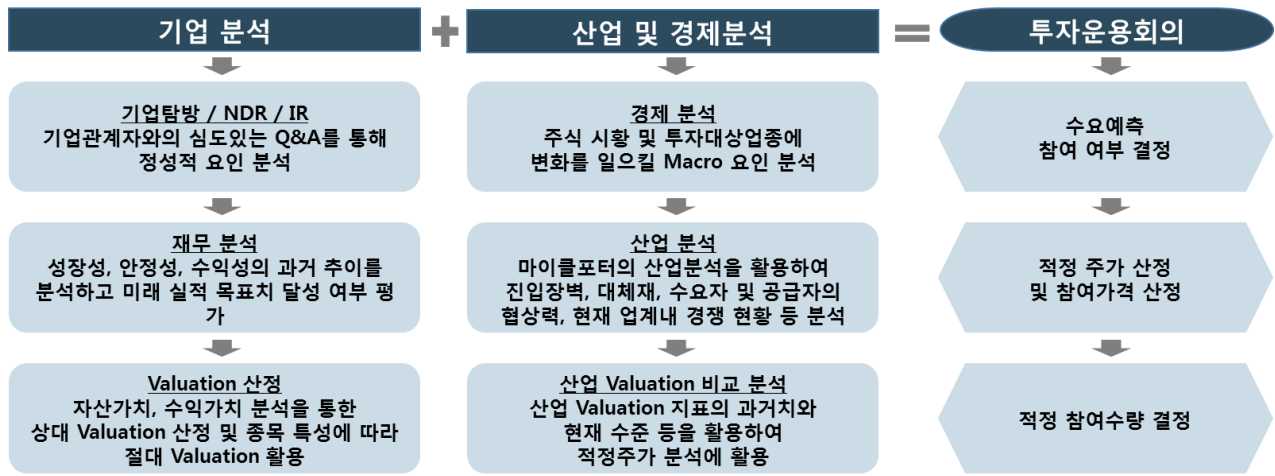 기업 분석
기업탐방 / NDR / IR
기업관계자와의 심도있는 Q&A를 통해
정성적 요인 분석
재무 분석
성장성, 안정성, 수익성의 과거 추이를
분석하고 미래 실적 목표치 달성 여부 평
가
Valuation 산정
자산가치, 수익가치 분석을 통한
상대 Valuation 산정 및 종목 특성에 따라
절대 Valuation 활용
+
산업 및 경제분석
경제 분석
주식 시황 및 투자대상업종에
변화를 일으킬 Macro 요인 분석
산업 분석
마이클포터의 산업분석을 활용하여
진입장벽, 대체재, 수요자 및 공급자의
협상력, 현재 업계내 경쟁 현황 등 분석
산업 Valuation 비교 분석
산업 Valuation 지표의 과거치와
현재 수준 등을 활용하여
적정주가 분석에 활용
=
투자운용회의
수요예측
참여 여부 결정
적정 주가 산정
및 참여가격 산정
적정 참여수량 결정